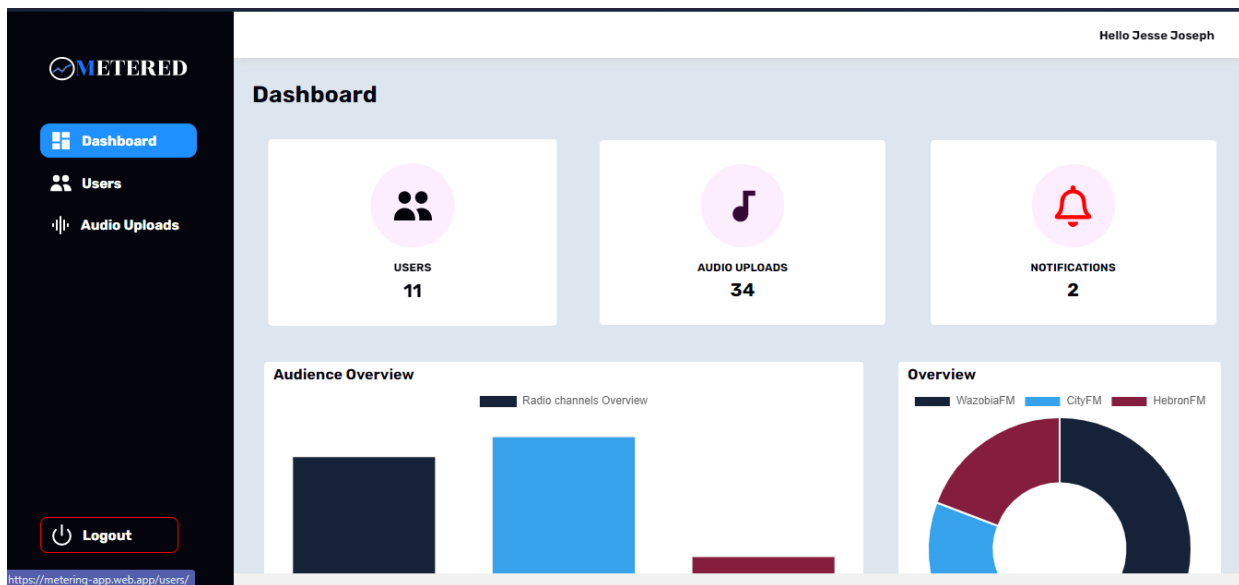 METERED
Hello Jesse Joseph
Dashboard
Users
Audio Uploads
Logout
https://metering-app.web.app/users/
Dashboard
USERS
11
AUDIO UPLOADS
34
NOTIFICATIONS
2
Audience Overview
Radio channels Overview
Overview
WazobiaFM CityFM HebronFM